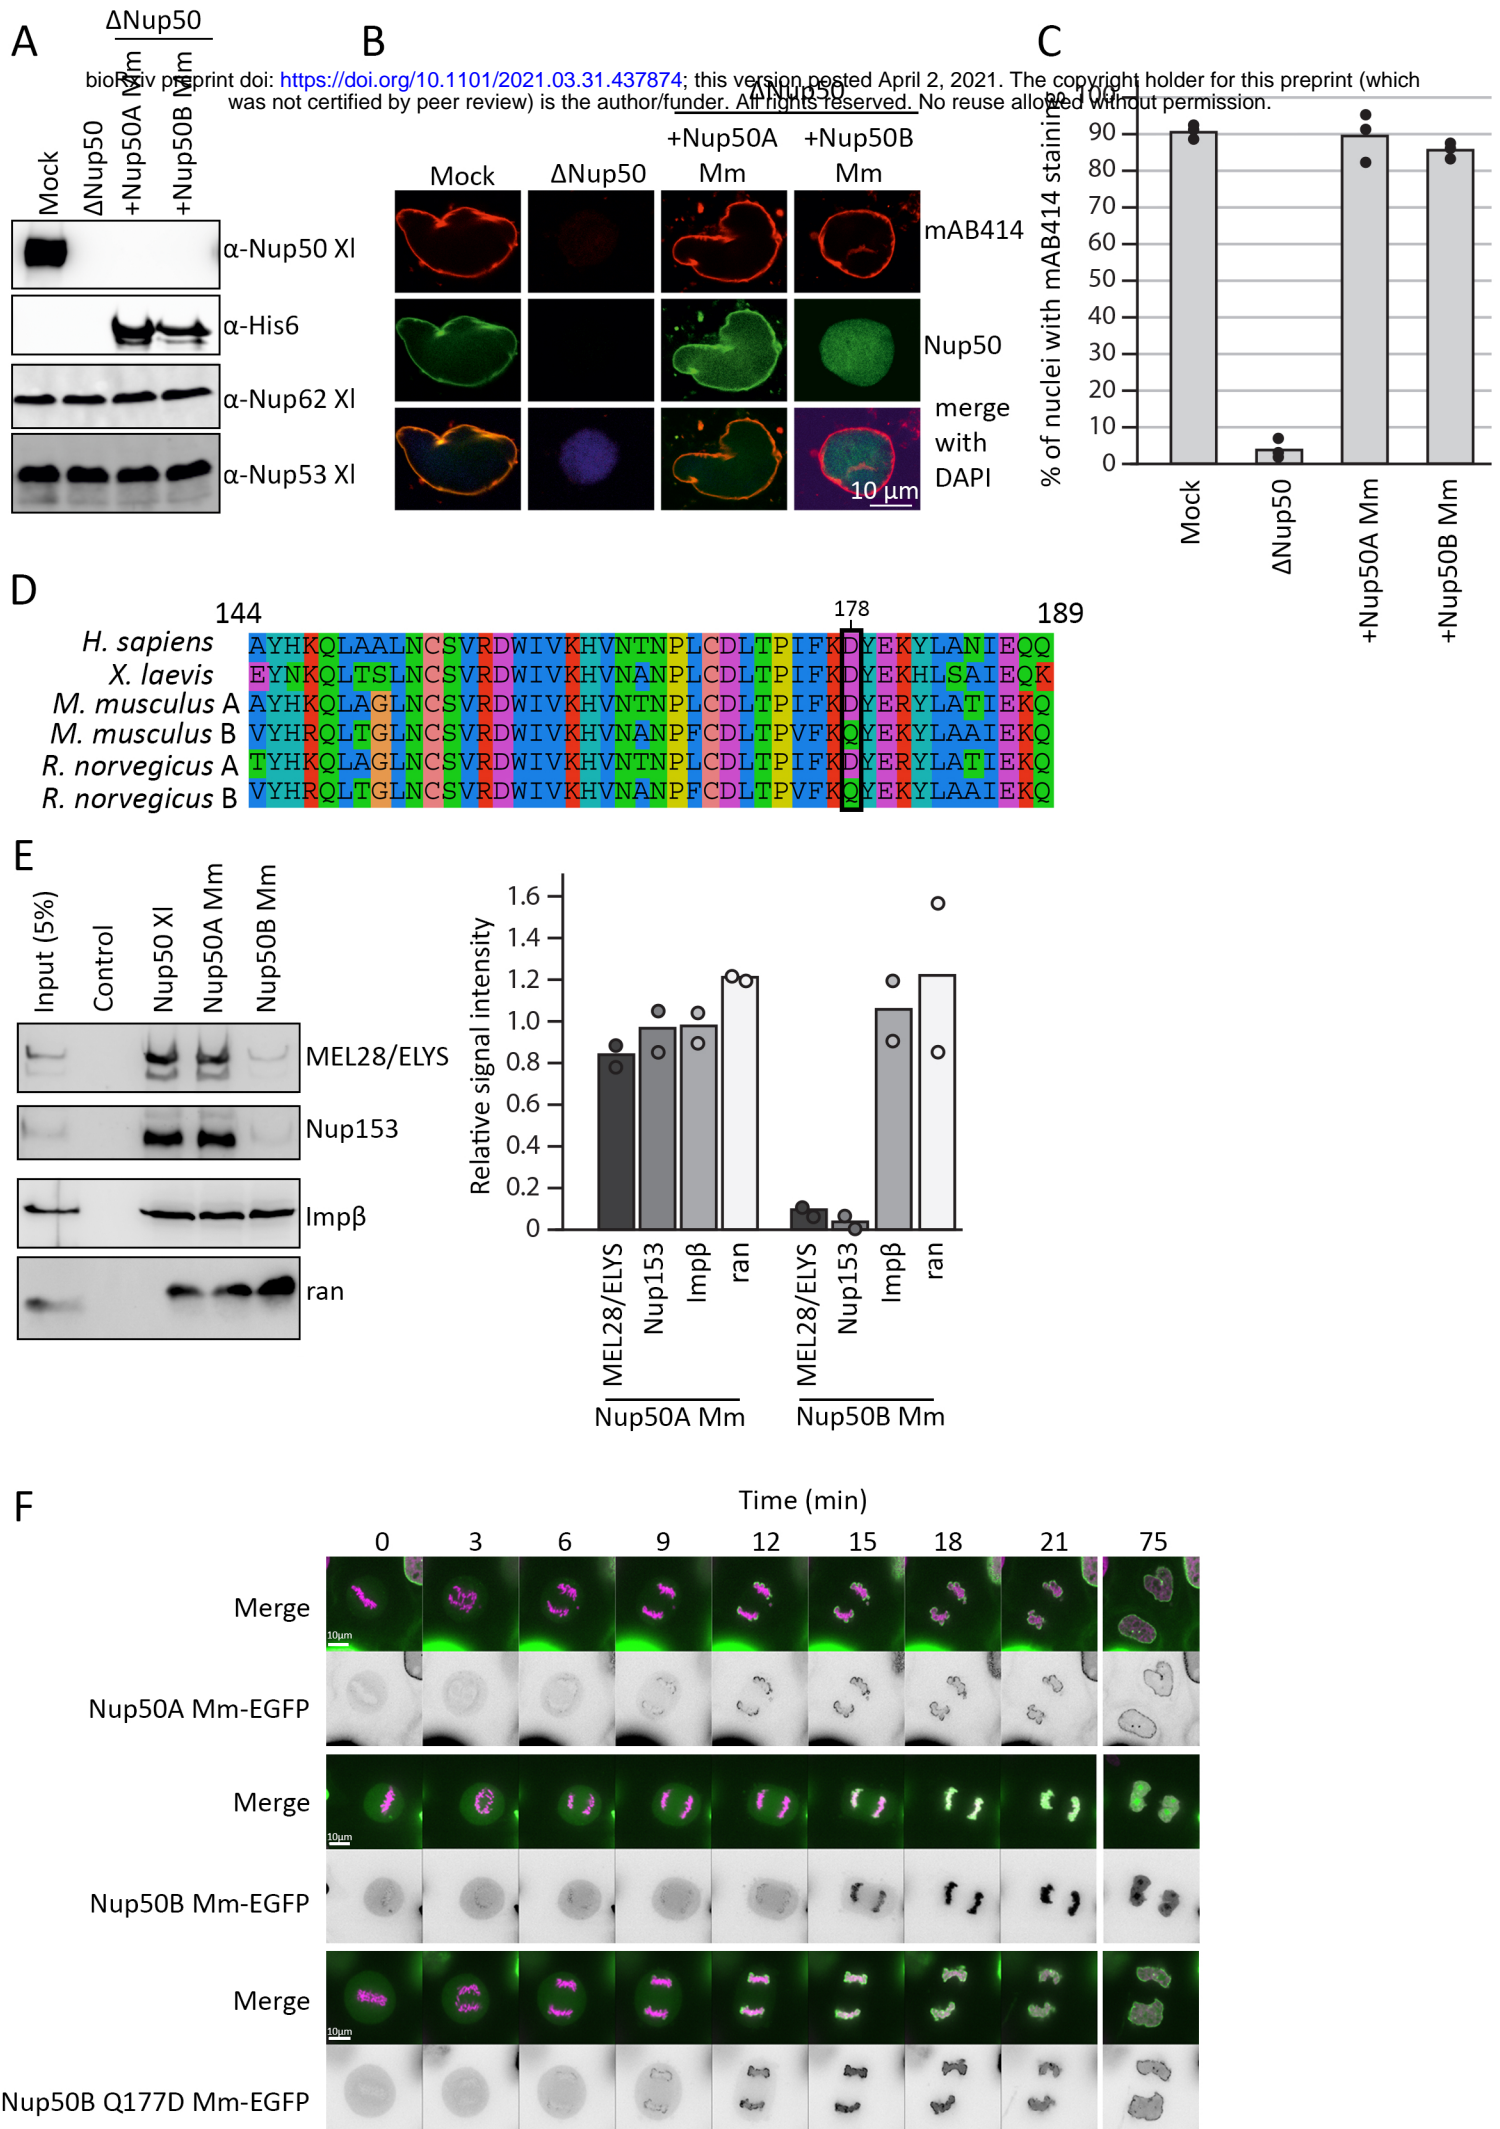 bioRxiv preprint doi: https://doi.org/10.1101/2021.03.31.437874; this version posted April 2, 2021. The copyright holder for this preprint (which
was not certified by peer review) is the author/funder. All rights reserved. No reuse allowed without permission.
A
ΔNup50
Mock
ΔNup50
+Nup50A Mm
+Nup50B Mm
α-Nup50 Xl
α-His6
α-Nup62 Xl
α-Nup53 Xl
B
ΔNup50
Mock
ΔNup50
+Nup50A
Mm
+Nup50B
Mm
mAB414
Nup50
merge
with
DAPI
10 µm
C
% of nuclei with mAB414 staining
100
90
80
70
60
50
40
30
20
10
0
Mock
ΔNup50
+Nup50A Mm
+Nup50B Mm
D
144
178
189
H. sapiens AYHKQLAALNCSVRDWIVKHVNTNPLCDLTPIFKDYEKYLANIEQQ
X. laevis EYNKQLTSLNCSVRDWIVKHVNANPLCDLTPIFKDYEKHLSAIEQK
M. musculus A AYHKQLAGLNCSVRDWIVKHVNTNPLCDLTPIFKDYERYLATIEKQ
M. musculus B VYHRQLTGLNCSVRDWIVKHVNANPFCDLTPVFKQYEKYLAAIEKQ
R. norvegicus A TYHKQLAGLNCSVRDWIVKHVNTNPLCDLTPIFKDYERYLATIEKQ
R. norvegicus B VYHRQLTGLNCSVRDWIVKHVNANPFCDLTPVFKQYEKYLAAIEKQ
E
Input (5%)
Control
Nup50 Xl
Nup50A Mm
Nup50B Mm
MEL28/ELYS
Nup153
Impβ
ran
Relative signal intensity
1.6
1.4
1.2
1.0
0.8
0.6
0.4
0.2
0
MEL28/ELYS
Nup153
Impβ
ran
MEL28/ELYS
Nup153
Impβ
ran
Nup50A Mm
Nup50B Mm
F
Time (min)
0 3 6 9 12 15 18 21 75
Merge
10µm
Nup50A Mm-EGFP
Merge
10µm
Nup50B Mm-EGFP
Merge
10µm
Nup50B Q177D Mm-EGFP